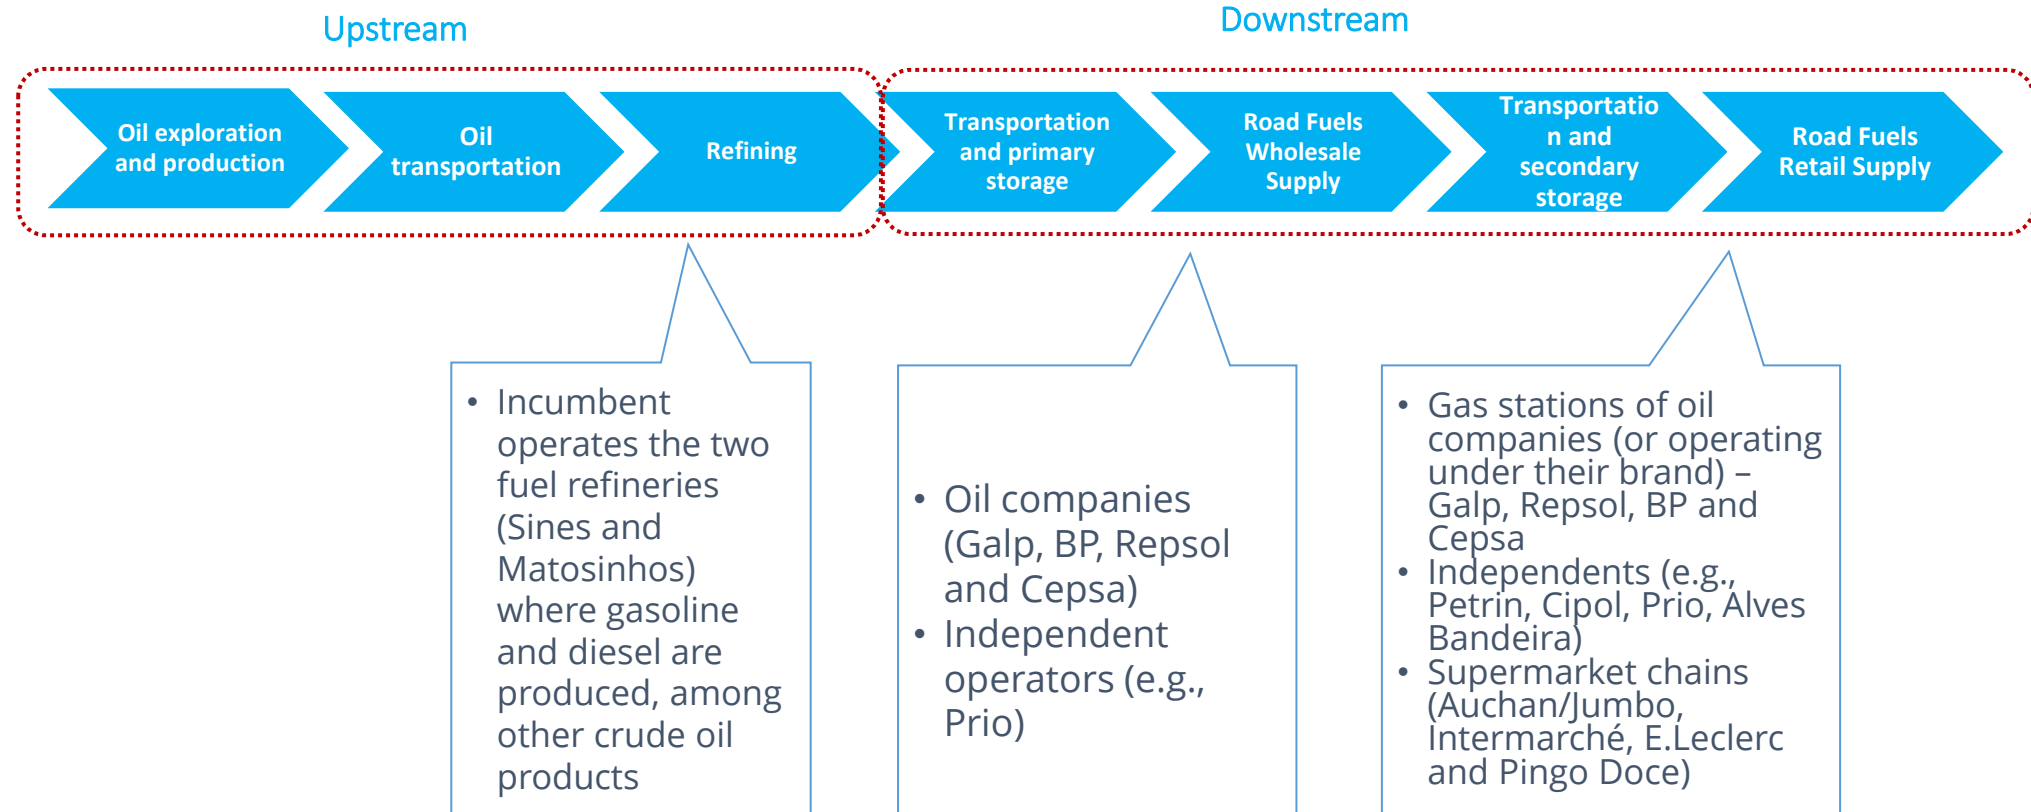 Upstream
Downstream
Oil exploration
and production
Oil
transportation
Refining
Transportation
and primary
storage
Road Fuels
Wholesale
Supply
Transportatio
n and
secondary
storage
Road Fuels
Retail Supply
• Incumbent
operates the two
fuel refineries
(Sines and
Matosinhos)
where gasoline
and diesel are
produced, among
other crude oil
products
• Oil companies
(Galp, BP, Repsol
and Cepsa)
• Independent
operators (e.g.,
Prio)
• Gas stations of oil
companies (or operating
under their brand) –
Galp, Repsol, BP and
Cepsa
• Independents (e.g.,
Petrin, Cipol, Prio, Alves
Bandeira)
• Supermarket chains
(Auchan/Jumbo,
Intermarché, E.Leclerc
and Pingo Doce)